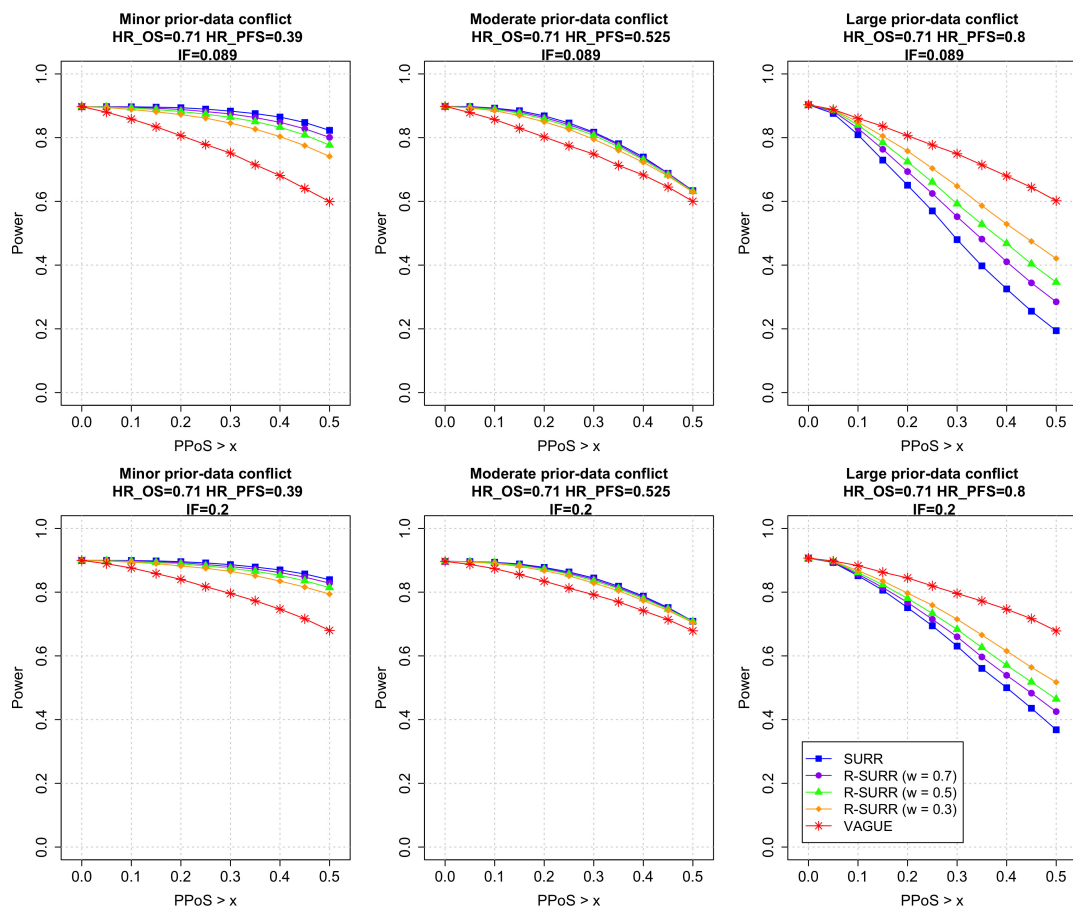 Minor prior-data conflict
HR_OS=0.71 HR_PFS=0.39
IF=0.089
1.0
0.8
0.6
0.4
0.2
0.0
Power
0.0 0.1 0.2 0.3 0.4 0.5
PPoS > x
Moderate prior-data conflict
HR_OS=0.71 HR_PFS=0.525
IF=0.089
1.0
0.8
0.6
0.4
0.2
0.0
Power
0.0 0.1 0.2 0.3 0.4 0.5
PPoS > x
Large prior-data conflict
HR_OS=0.71 HR_PFS=0.8
IF=0.089
1.0
0.8
0.6
0.4
0.2
0.0
Power
0.0 0.1 0.2 0.3 0.4 0.5
PPoS > x
Minor prior-data conflict
HR_OS=0.71 HR_PFS=0.39
IF=0.2
1.0
0.8
0.6
0.4
0.2
0.0
Power
0.0 0.1 0.2 0.3 0.4 0.5
PPoS > x
Moderate prior-data conflict
HR_OS=0.71 HR_PFS=0.525
IF=0.2
1.0
0.8
0.6
0.4
0.2
0.0
Power
0.0 0.1 0.2 0.3 0.4 0.5
PPoS > x
Large prior-data conflict
HR_OS=0.71 HR_PFS=0.8
IF=0.2
1.0
0.8
0.6
0.4
0.2
0.0
Power
SURR
R-SURR (w = 0.7)
R-SURR (w = 0.5)
R-SURR (w = 0.3)
VAGUE
0.0 0.1 0.2 0.3 0.4 0.5
PPoS > x